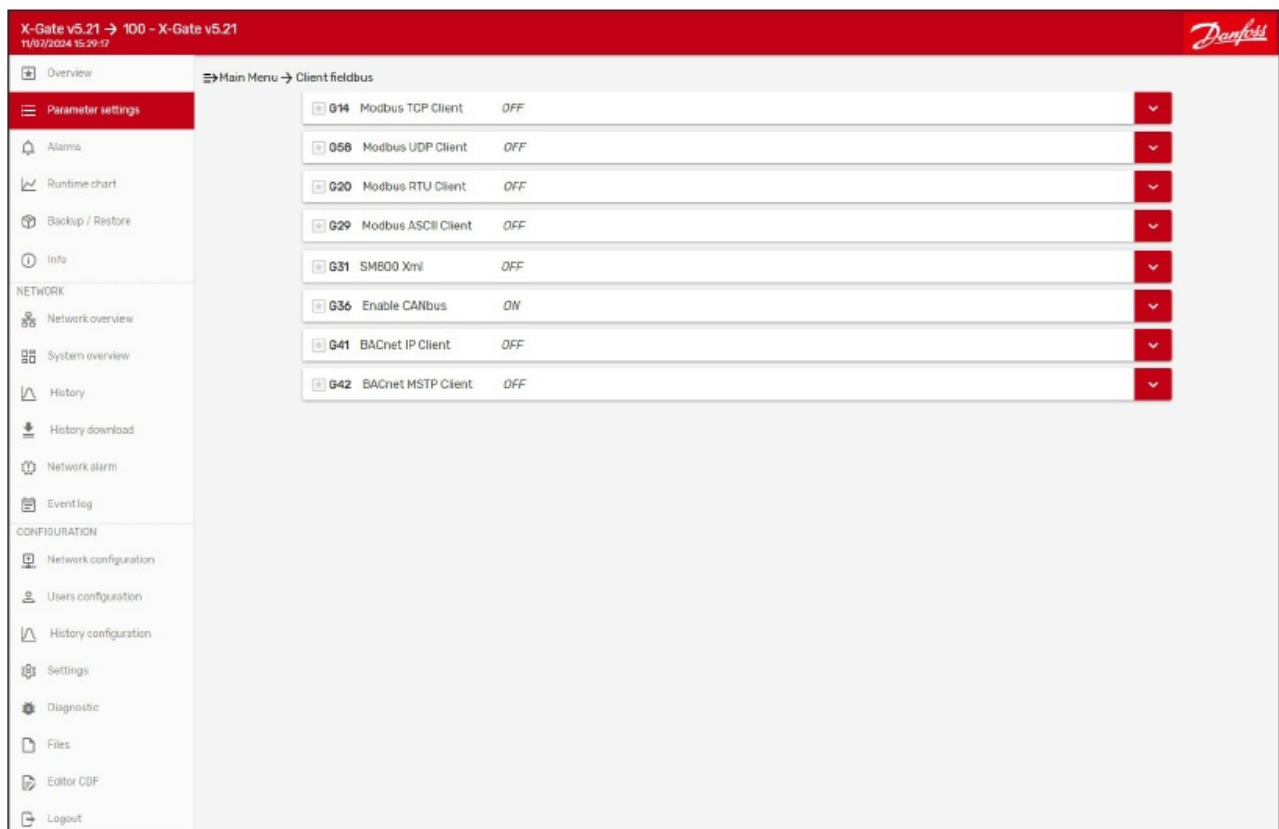 X-Gate v5.21 → 100 - X-Gate v5.21
11/07/2024 15:29:17
Danfoss
Overview
Parameter settings
Alarms
Runtime chart
Backup / Restore
Info
NETWORK
Network overview
System overview
History
History download
Network alarm
Event log
CONFIGURATION
Network configuration
Users configuration
History configuration
Settings
Diagnostic
Files
Editor CDF
Logout
Main Menu → Client fieldbus
G14 Modbus TCP Client OFF
G58 Modbus UDP Client OFF
G20 Modbus RTU Client OFF
G29 Modbus ASCII Client OFF
G31 SM800 Xml OFF
G36 Enable CANbus ON
G41 BACnet IP Client OFF
G42 BACnet MSTP Client OFF